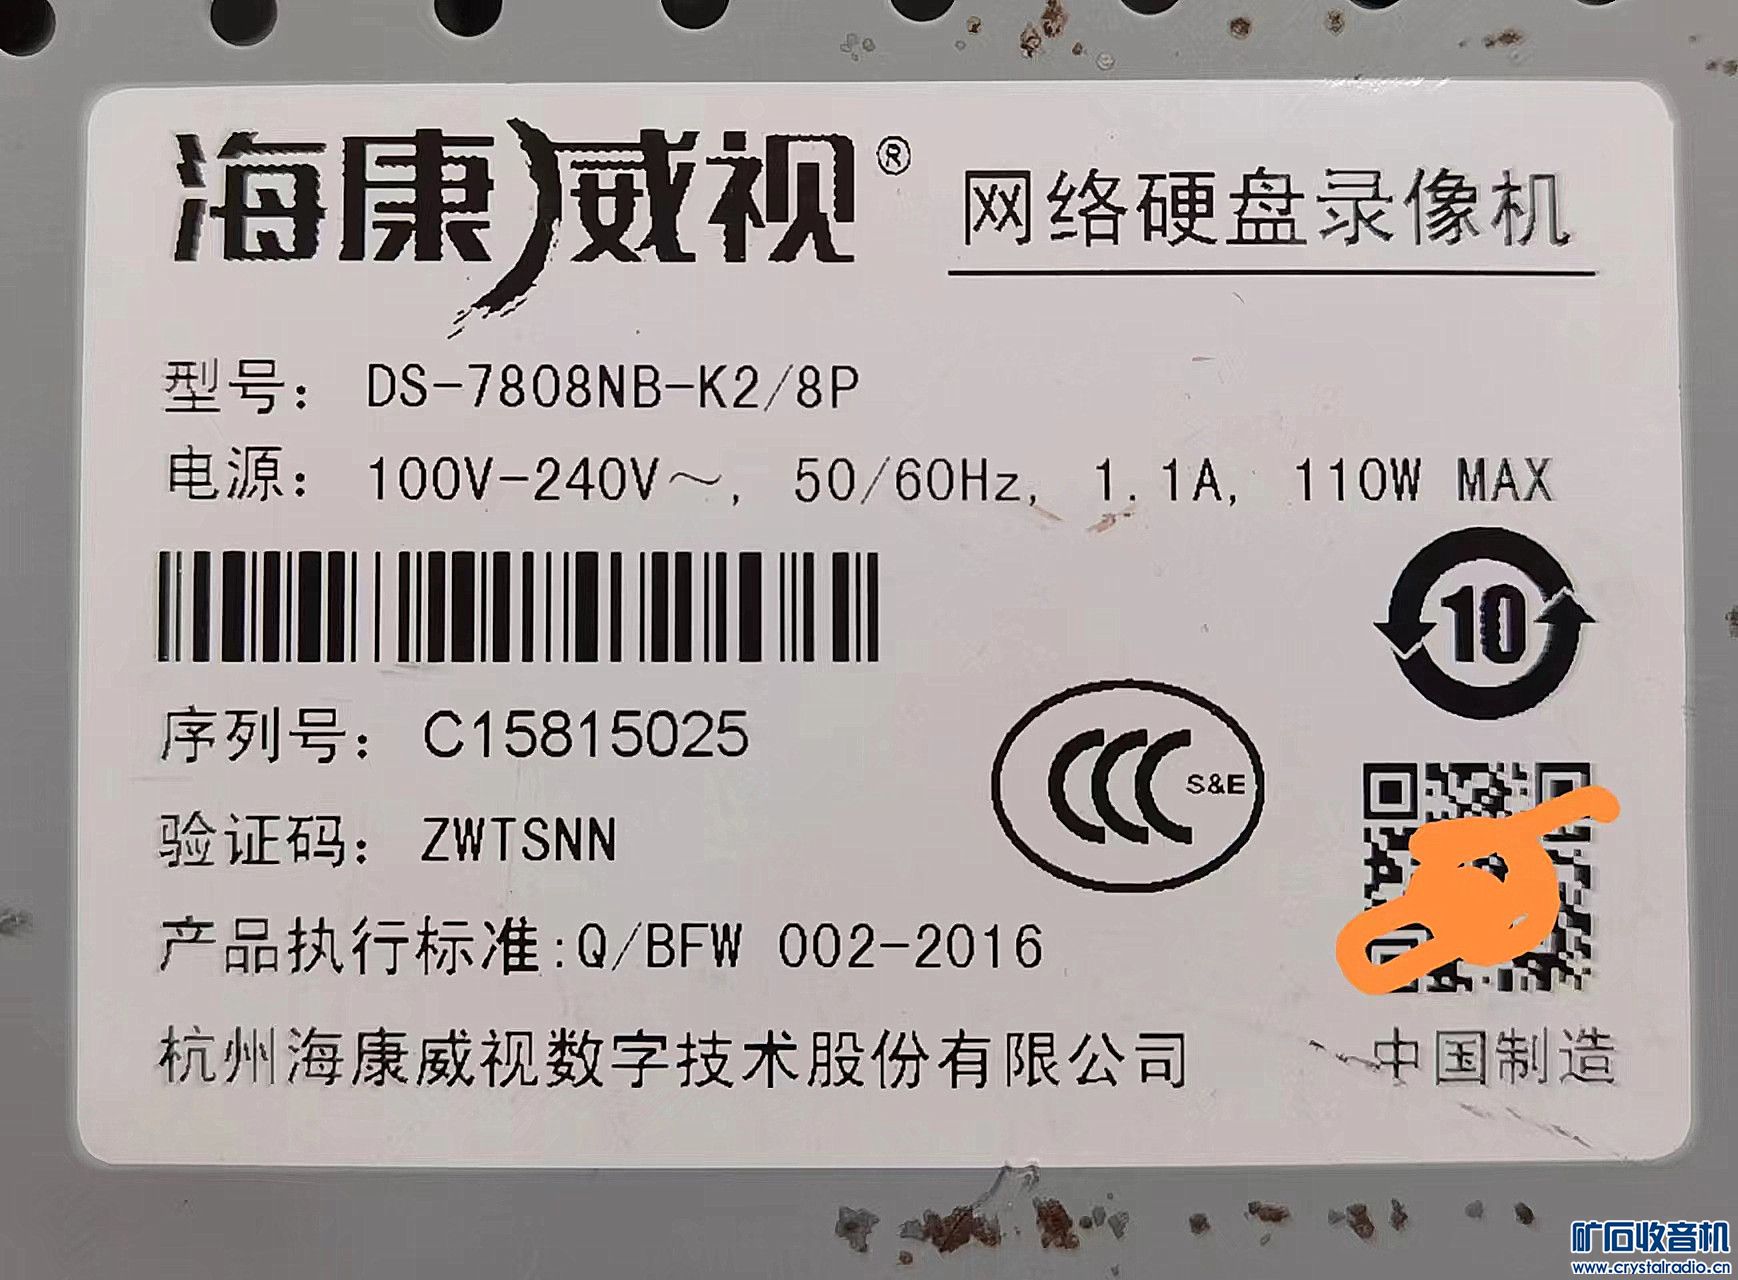 海康威视® 网络硬盘录像机
型号： DS-7808NB-K2/8P
电源： 100V-240V～, 50/60Hz, 1.1A, 110W MAX
10
序列号： C15815025
CCC S&E
验证码： ZWTSNN
产品执行标准:Q/BFW 002-2016
杭州海康威视数字技术股份有限公司 中国制造
矿石收音机
www.crystalradio.cn